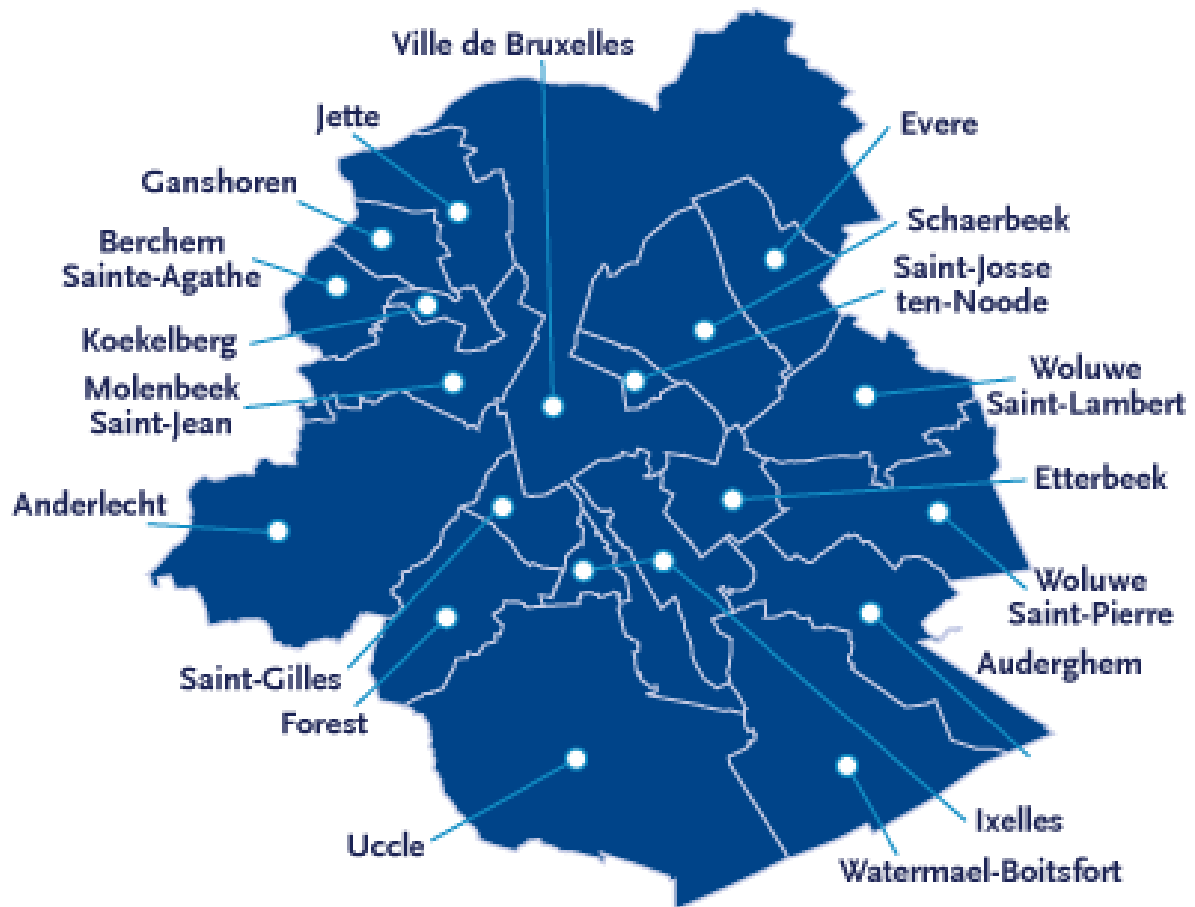 Ville de Bruxelles
Jette
Evere
Ganshoren
Schaerbeek
Berchem
Sainte-Agathe
Saint-Josse
ten-Noode
Koekelberg
Woluwe
Saint-Lambert
Molenbeek
Saint-Jean
Etterbeek
Anderlecht
Woluwe
Saint-Pierre
Auderghem
Saint-Gilles
Forest
Ixelles
Uccle
Watermael-Boitsfort